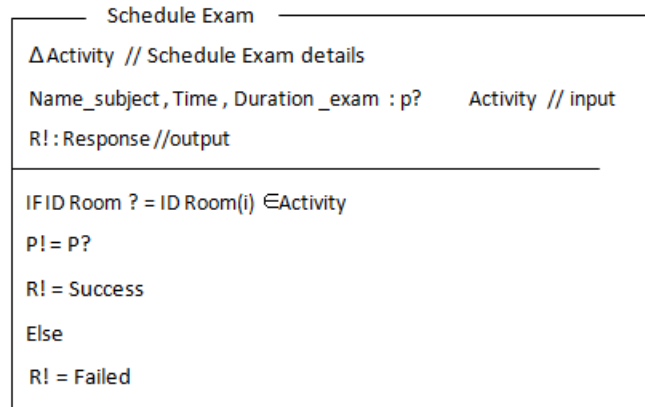 Schedule Exam
ΔActivity // Schedule Exam details
Name_subject, Time, Duration _exam : p? Activity // input
R! : Response //output
IF ID Room ? = ID Room(i) ∈Activity
P! = P?
R! = Success
Else
R! = Failed